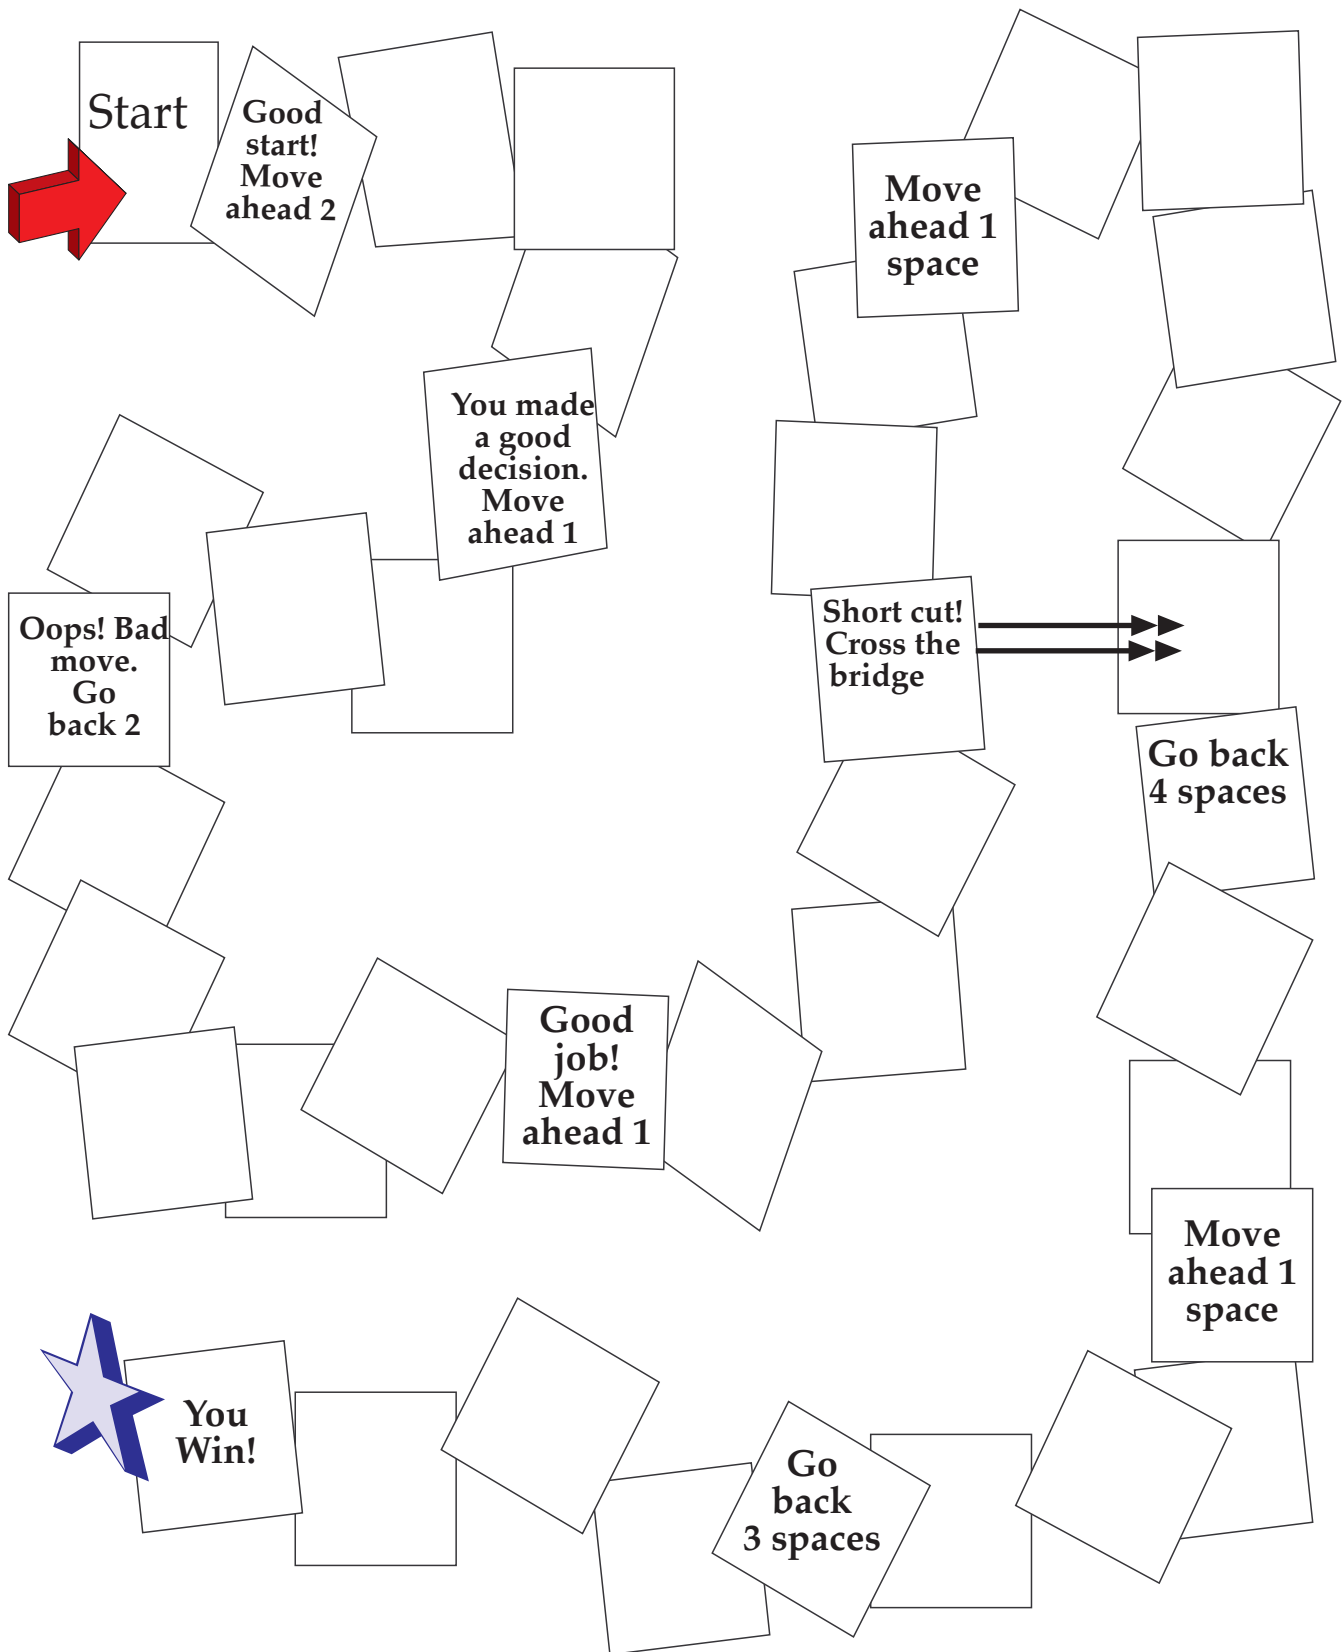 Start
Good
start!
Move
ahead 2
You made
a good
decision.
Move
ahead 1
Oops! Bad
move.
Go
back 2
Good
job!
Move
ahead 1
Short cut!
Cross the
bridge
Move
ahead 1
space
Go back
4 spaces
Move
ahead 1
space
Go
back
3 spaces
You
Win!